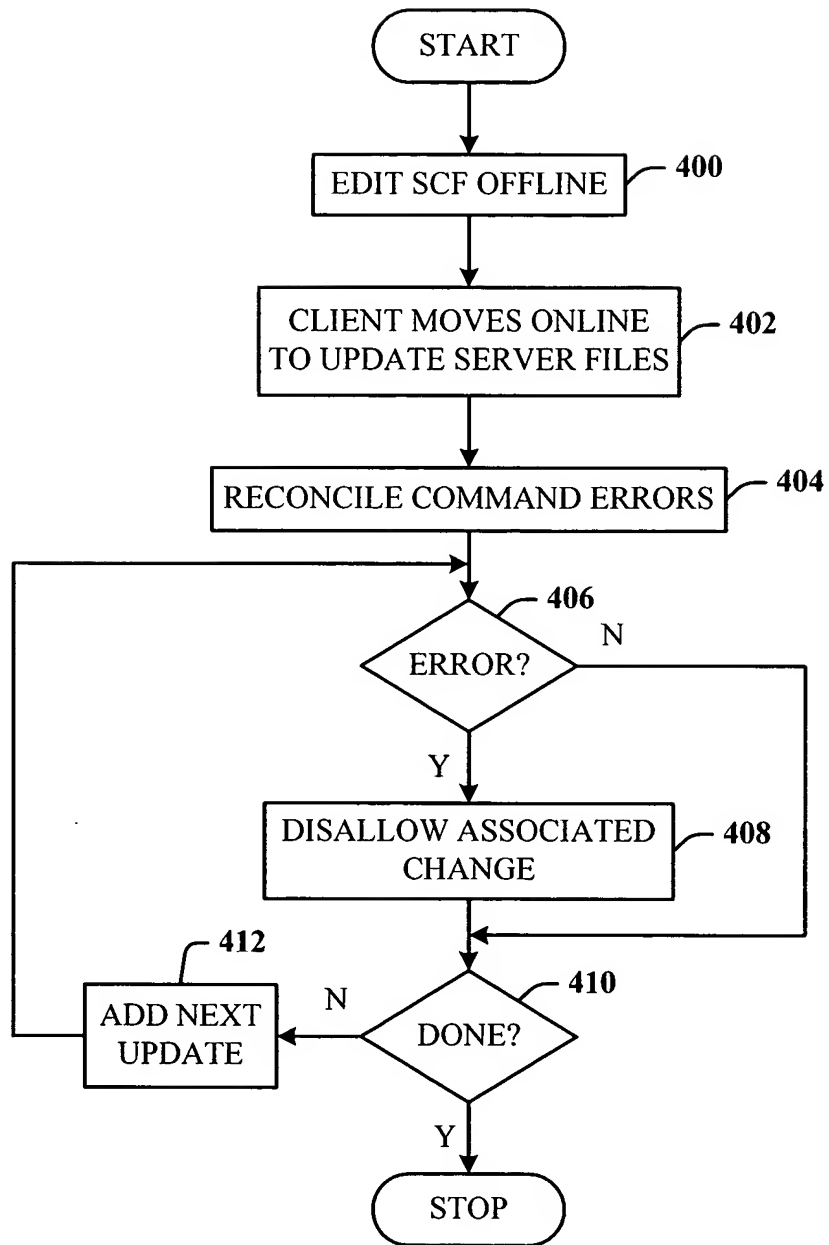 START
EDIT SCF OFFLINE
400
CLIENT MOVES ONLINE
TO UPDATE SERVER FILES
402
RECONCILE COMMAND ERRORS
404
406
ERROR?
N
Y
DISALLOW ASSOCIATED
CHANGE
408
412
ADD NEXT
UPDATE
N
410
DONE?
Y
STOP